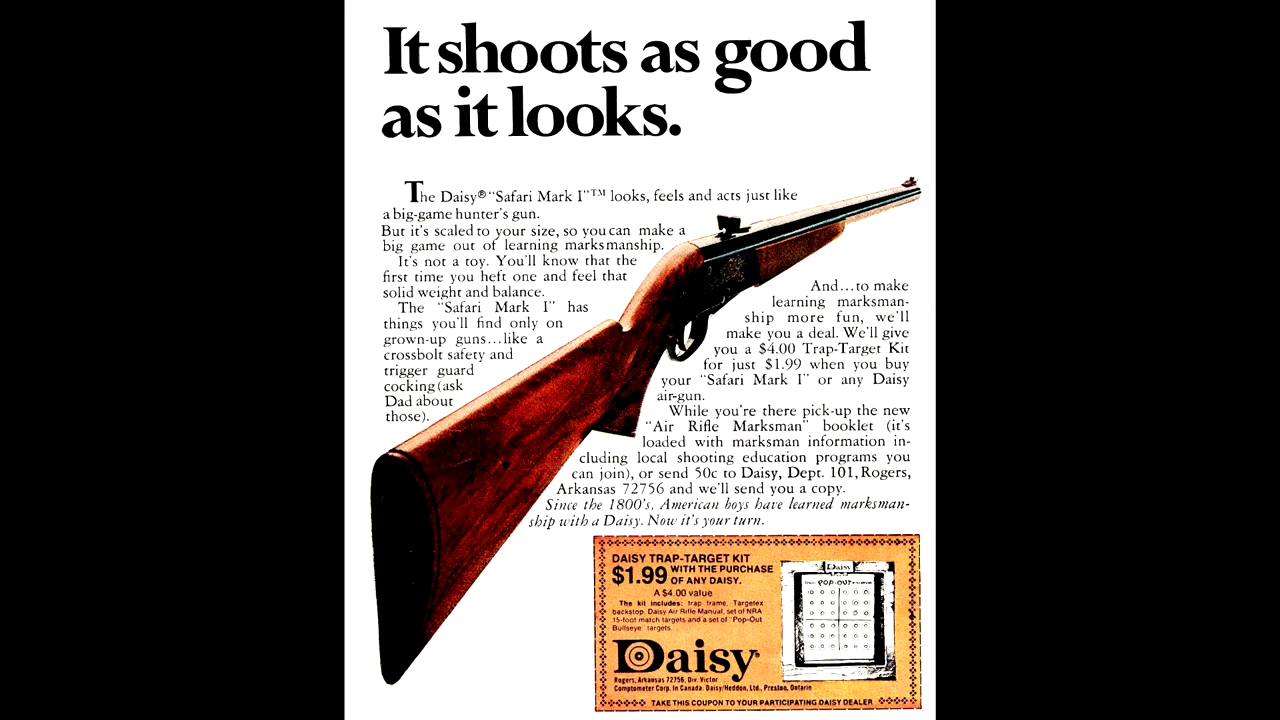 It shoots as good
as it looks.
The Daisy® "Safari Mark I"™ looks, feels and acts just like
a big-game hunter's gun.
But it's scaled to your size, so you can make a
big game out of learning marksmanship.
It's not a toy. You'll know that the
first time you heft one and feel that
solid weight and balance.
The "Safari Mark I" has
things you'll find only on
grown-up guns...like a
crossbolt safety and
trigger guard
cocking (ask
Dad about
those).
And...to make
learning marksman-
ship more fun, we'll
make you a deal. We'll give
you a $4.00 Trap-Target Kit
for just $1.99 when you buy
your "Safari Mark I" or any Daisy
air-gun.
While you're there pick-up the new
"Air Rifle Marksman" booklet (it's
loaded with marksman information in-
cluding local shooting education programs you
can join), or send 50c to Daisy, Dept. 101, Rogers,
Arkansas 72756 and we'll send you a copy.
Since the 1800's, American boys have learned marksman-
ship with a Daisy. Now it's your turn.
DAISY TRAP-TARGET KIT
$1.99 WITH THE PURCHASE
OF ANY DAISY.
A $4.00 value
The kit includes: trap frame, Targetex
backstop, Daisy Air Rifle Manual, set of NRA
15-foot match targets and a set of "Pop-Out
Bullseye" targets.
Daisy
POP-OUT
Daisy®
Rogers, Arkansas 72756, Div. Victor
Comptometer Corp. In Canada: Daisy/Heddon, Ltd., Preston, Ontario
TAKE THIS COUPON TO YOUR PARTICIPATING DAISY DEALER